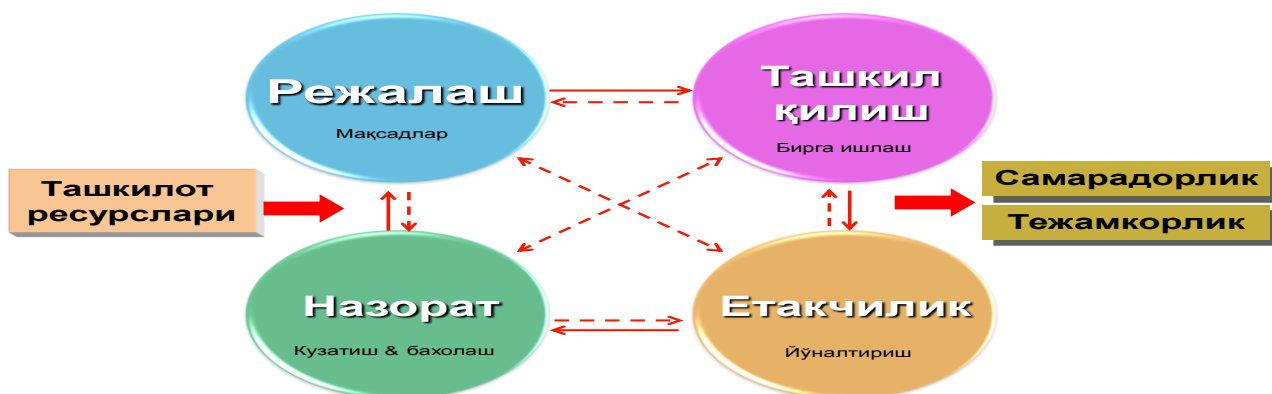 Режалаш
Мақсадлар
Ташкил
қилиш
Бирга ишлаш
Ташкилот
ресурслари
Самарадорлик
Тежамкорлик
Назорат
Кузатиш & бахолаш
Етакчилик
Йўналтириш